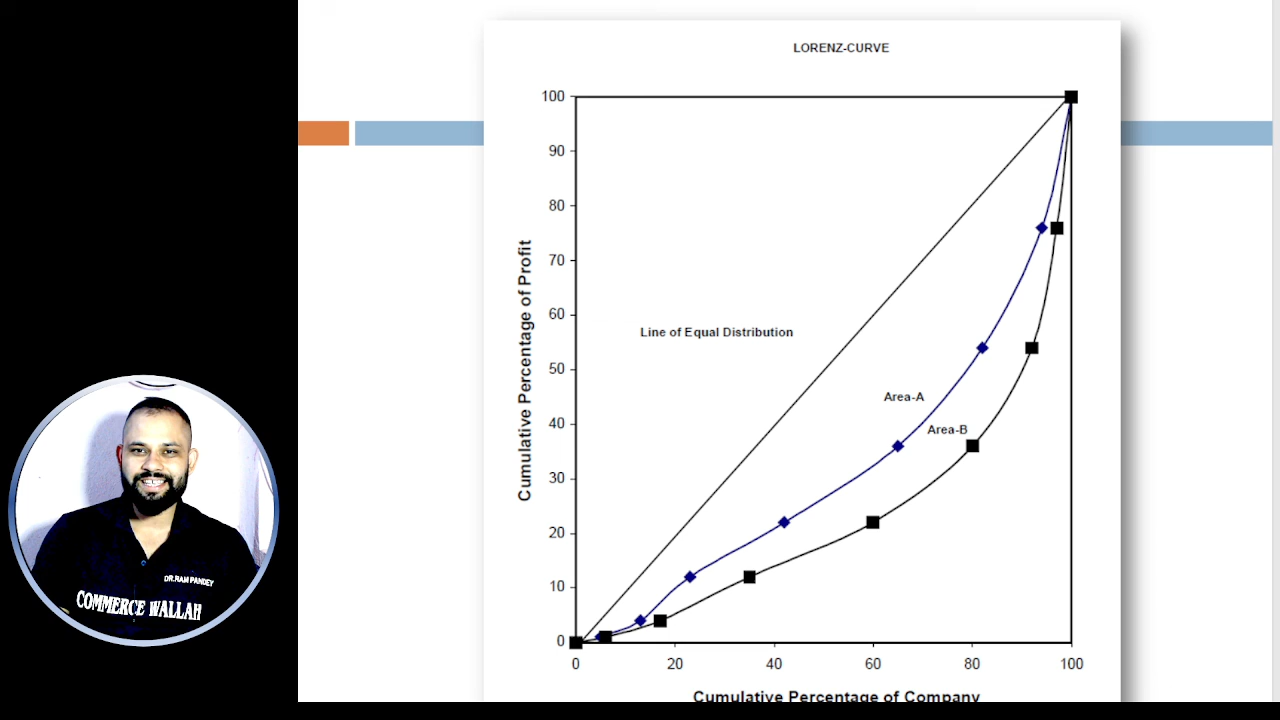 LORENZ-CURVE
100
90
80
70
60
50
40
30
20
10
0
Cumulative Percentage of Profit
Line of Equal Distribution
Area-A
Area-B
0 20 40 60 80 100
Cumulative Percentage of Company
DR.RAM PANDEY
COMMERCE WALLAH